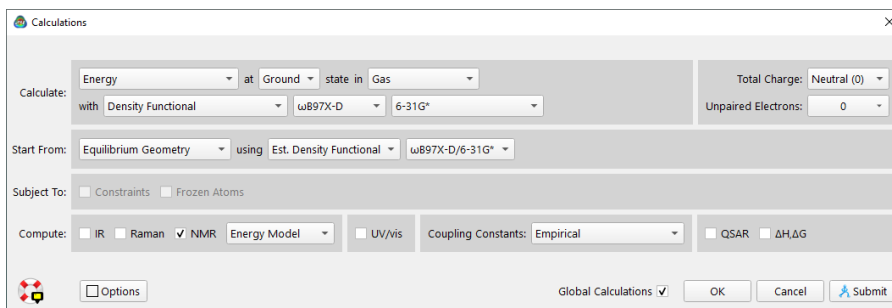 Calculations
Calculate: Energy at Ground state in Gas Total Charge: Neutral (0)
with Density Functional ωB97X-D 6-31G* Unpaired Electrons: 0
Start From: Equilibrium Geometry using Est. Density Functional ωB97X-D/6-31G*
Subject To: Constraints Frozen Atoms
Compute: IR Raman NMR Energy Model UV/vis Coupling Constants: Empirical QSAR ΔH,ΔG
Options Global Calculations OK Cancel Submit